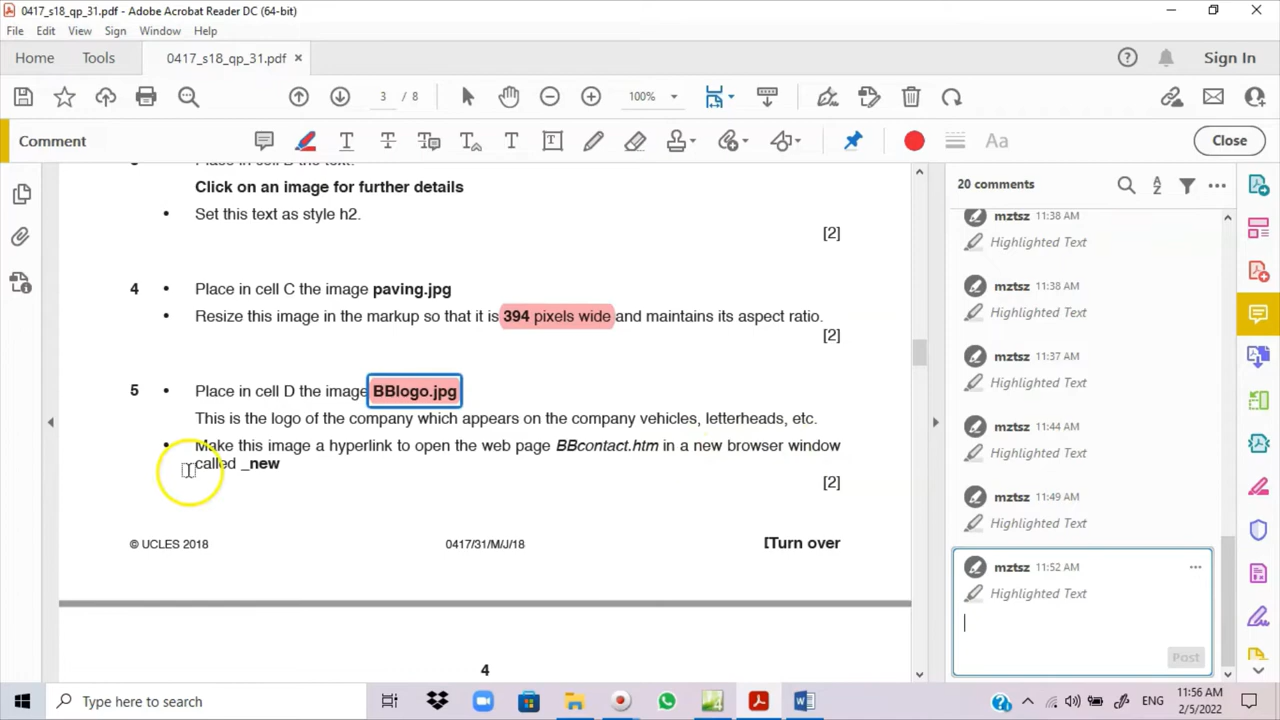 0417_s18_qp_31.pdf - Adobe Acrobat Reader DC (64-bit)
File Edit View Sign Window Help
Home Tools 0417_s18_qp_31.pdf × Sign In
3 / 8 100%
Comment Close
Click on an image for further details
• Set this text as style h2.
[2]
4 • Place in cell C the image paving.jpg
• Resize this image in the markup so that it is 394 pixels wide and maintains its aspect ratio.
[2]
5 • Place in cell D the image BBlogo.jpg
This is the logo of the company which appears on the company vehicles, letterheads, etc.
• Make this image a hyperlink to open the web page BBcontact.htm in a new browser window
called _new
[2]
© UCLES 2018 0417/31/M/J/18 [Turn over
4
20 comments
mztsz 11:38 AM
Highlighted Text
mztsz 11:38 AM
Highlighted Text
mztsz 11:37 AM
Highlighted Text
mztsz 11:44 AM
Highlighted Text
mztsz 11:49 AM
Highlighted Text
mztsz 11:52 AM
Highlighted Text
Post
Type here to search
ENG
11:56 AM
2/5/2022